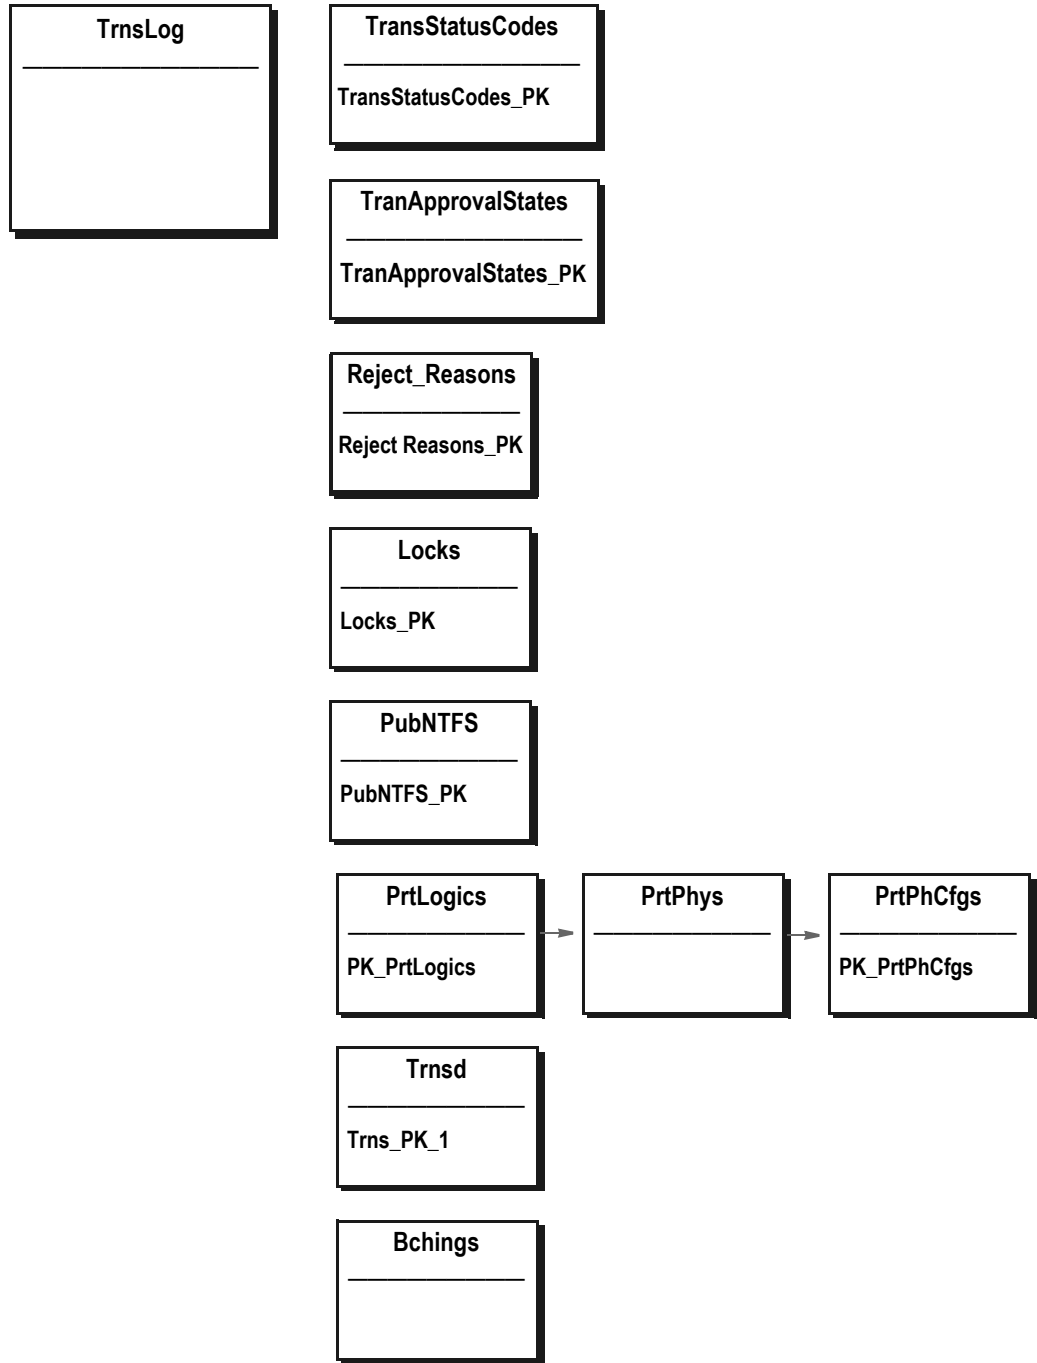 TrnsLog
TransStatusCodes
TransStatusCodes_PK
TranApprovalStates
TranApprovalStates_PK
Reject_Reasons
Reject Reasons_PK
Locks
Locks_PK
PubNTFS
PubNTFS_PK
PrtLogics
PK_PrtLogics
PrtPhys
PrtPhCfgs
PK_PrtPhCfgs
Trnsd
Trns_PK_1
Bchings